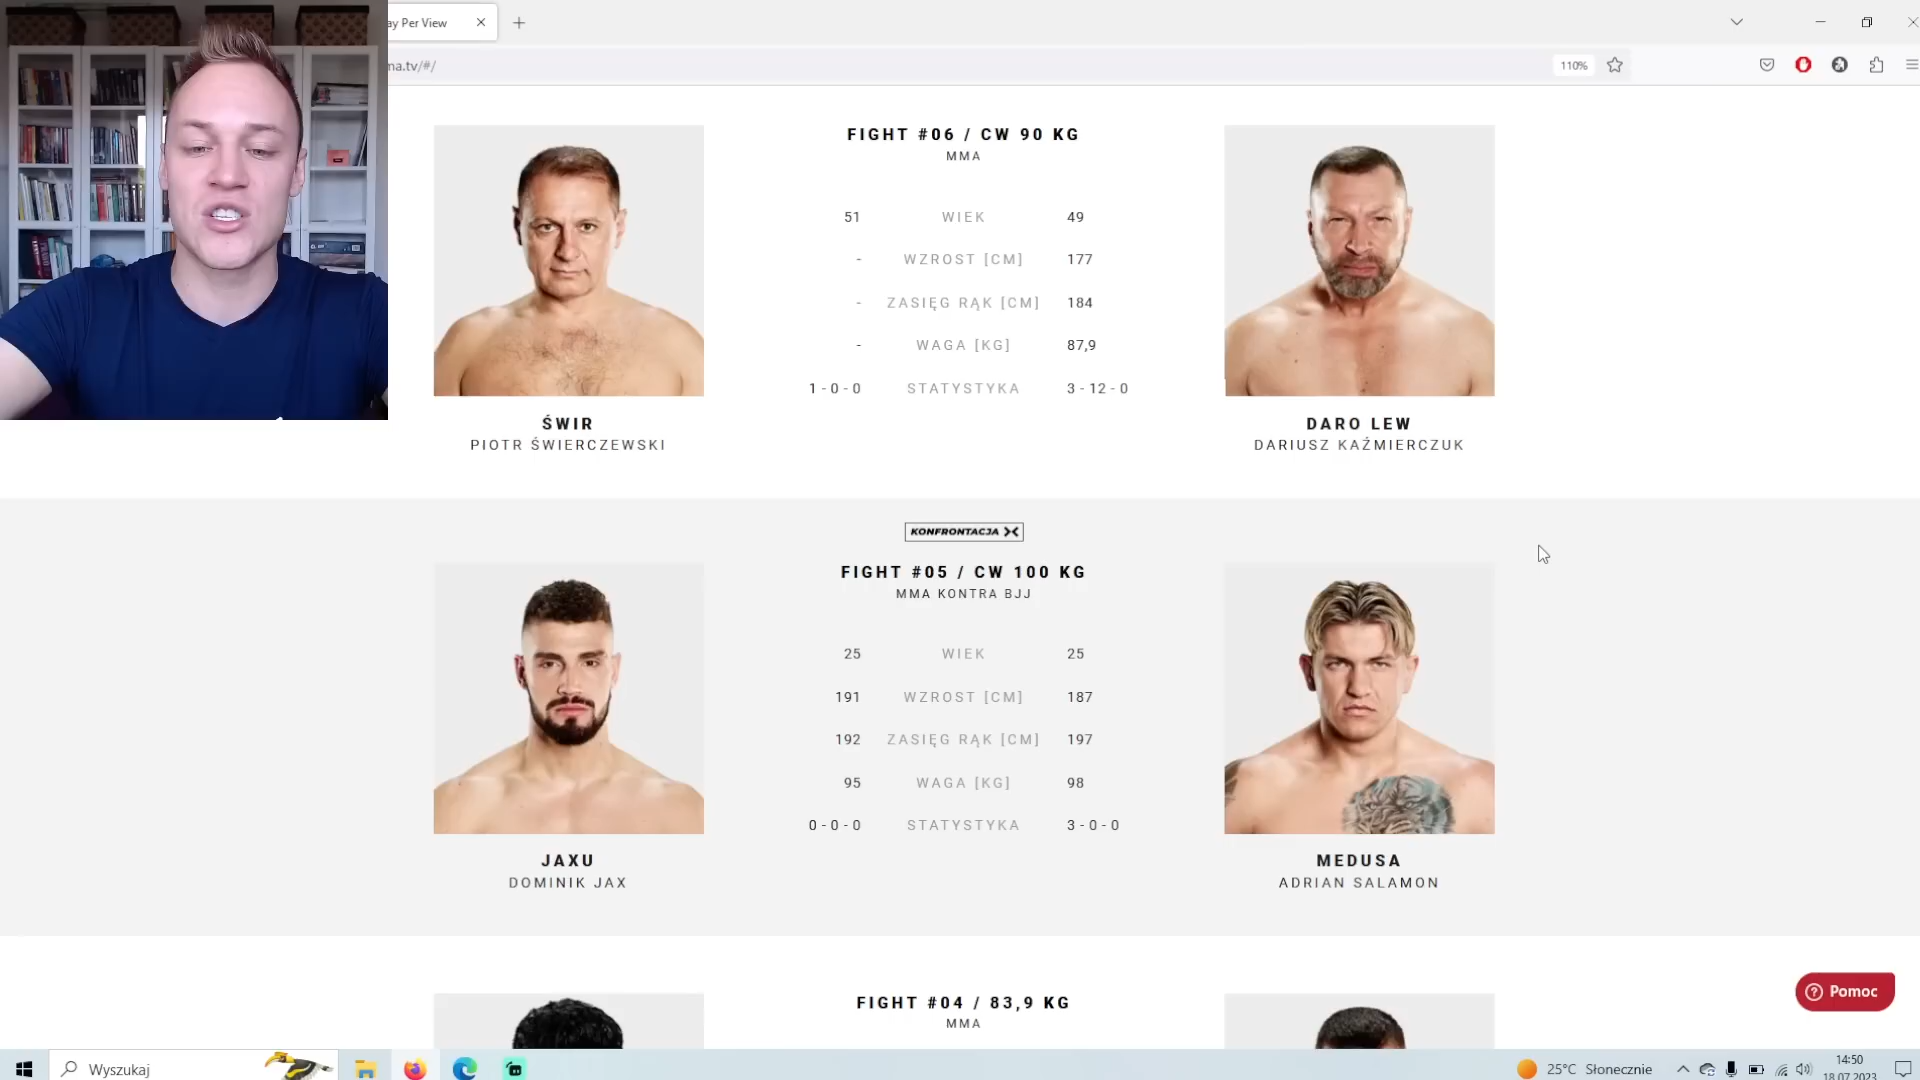 ay Per View
ma.tv/#/
110%
FIGHT #06 / CW 90 KG
MMA
51 WIEK 49
- WZROST [CM] 177
- ZASIĘG RĄK [CM] 184
- WAGA [KG] 87,9
1 - 0 - 0 STATYSTYKA 3 - 12 - 0
ŚWIR
PIOTR ŚWIERCZEWSKI
DARO LEW
DARIUSZ KAŹMIERCZUK
KONFRONTACJA
FIGHT #05 / CW 100 KG
MMA KONTRA BJJ
25 WIEK 25
191 WZROST [CM] 187
192 ZASIĘG RĄK [CM] 197
95 WAGA [KG] 98
0 - 0 - 0 STATYSTYKA 3 - 0 - 0
JAXU
DOMINIK JAX
MEDUSA
ADRIAN SALAMON
FIGHT #04 / 83,9 KG
MMA
Pomoc
Wyszukaj
25°C Słonecznie
14:50
18.07.2023